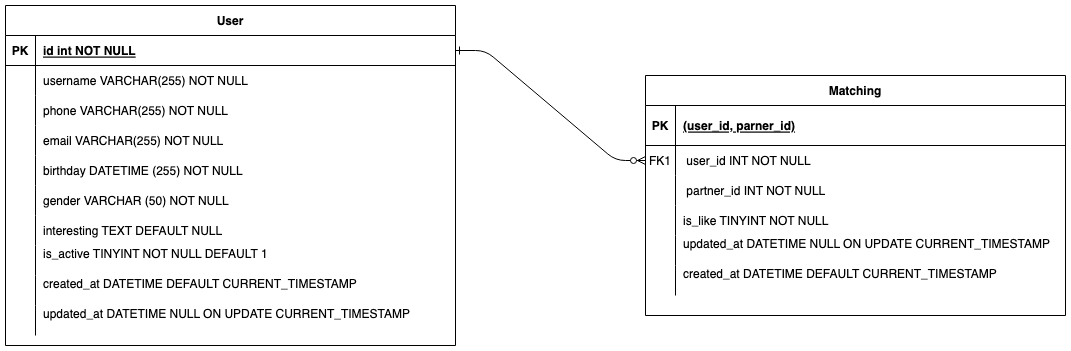 User
PK id int NOT NULL
username VARCHAR(255) NOT NULL
phone VARCHAR(255) NOT NULL
email VARCHAR(255) NOT NULL
birthday DATETIME (255) NOT NULL
gender VARCHAR (50) NOT NULL
interesting TEXT DEFAULT NULL
is_active TINYINT NOT NULL DEFAULT 1
created_at DATETIME DEFAULT CURRENT_TIMESTAMP
updated_at DATETIME NULL ON UPDATE CURRENT_TIMESTAMP
Matching
PK (user_id, parner_id)
FK1 user_id INT NOT NULL
partner_id INT NOT NULL
is_like TINYINT NOT NULL
updated_at DATETIME NULL ON UPDATE CURRENT_TIMESTAMP
created_at DATETIME DEFAULT CURRENT_TIMESTAMP